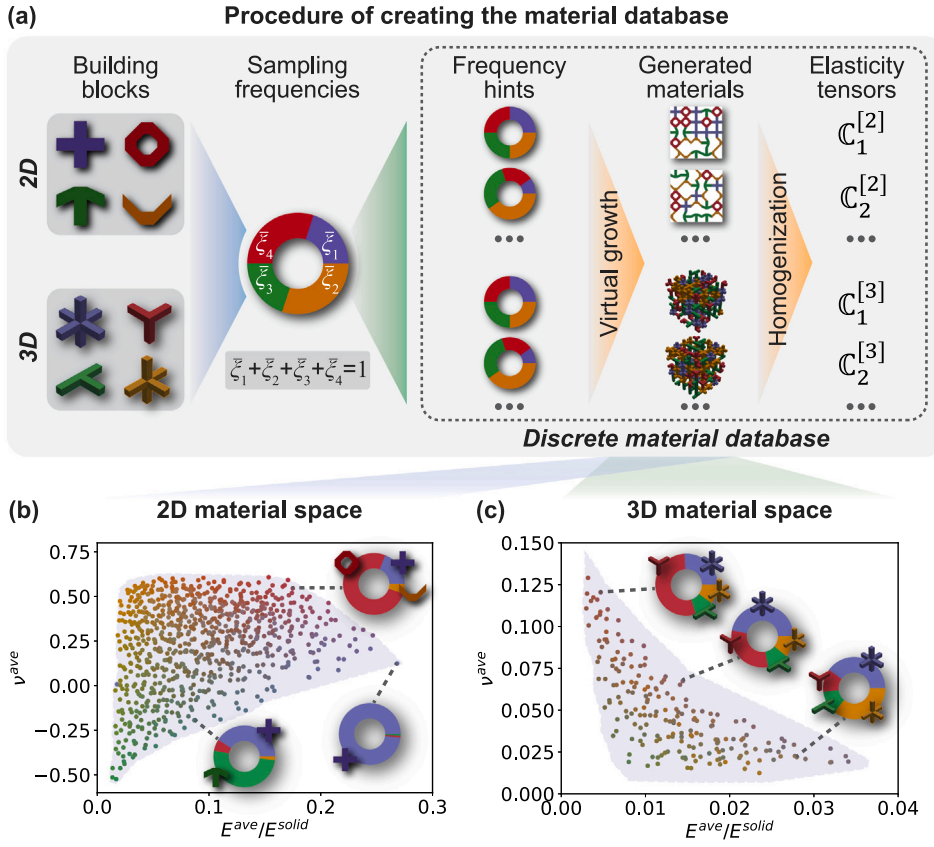 (a) Procedure of creating the material database
Building blocks
Sampling frequencies
Frequency hints
Generated materials
Elasticity tensors
2D
3D
ξ̄₄ ξ̄₁
ξ̄₃ ξ̄₂
ξ̄₁+ξ̄₂+ξ̄₃+ξ̄₄=1
Virtual growth
Homogenization
ℂ₁^[2]
ℂ₂^[2]
•••
•••
•••
ℂ₁^[3]
ℂ₂^[3]
•••
•••
•••
Discrete material database
(b) 2D material space
ν^ave
0.75
0.50
0.25
0.00
−0.25
−0.50
0.0 0.1 0.2 0.3
E^ave/E^solid
(c) 3D material space
ν^ave
0.150
0.125
0.100
0.075
0.050
0.025
0.000
0.00 0.01 0.02 0.03 0.04
E^ave/E^solid